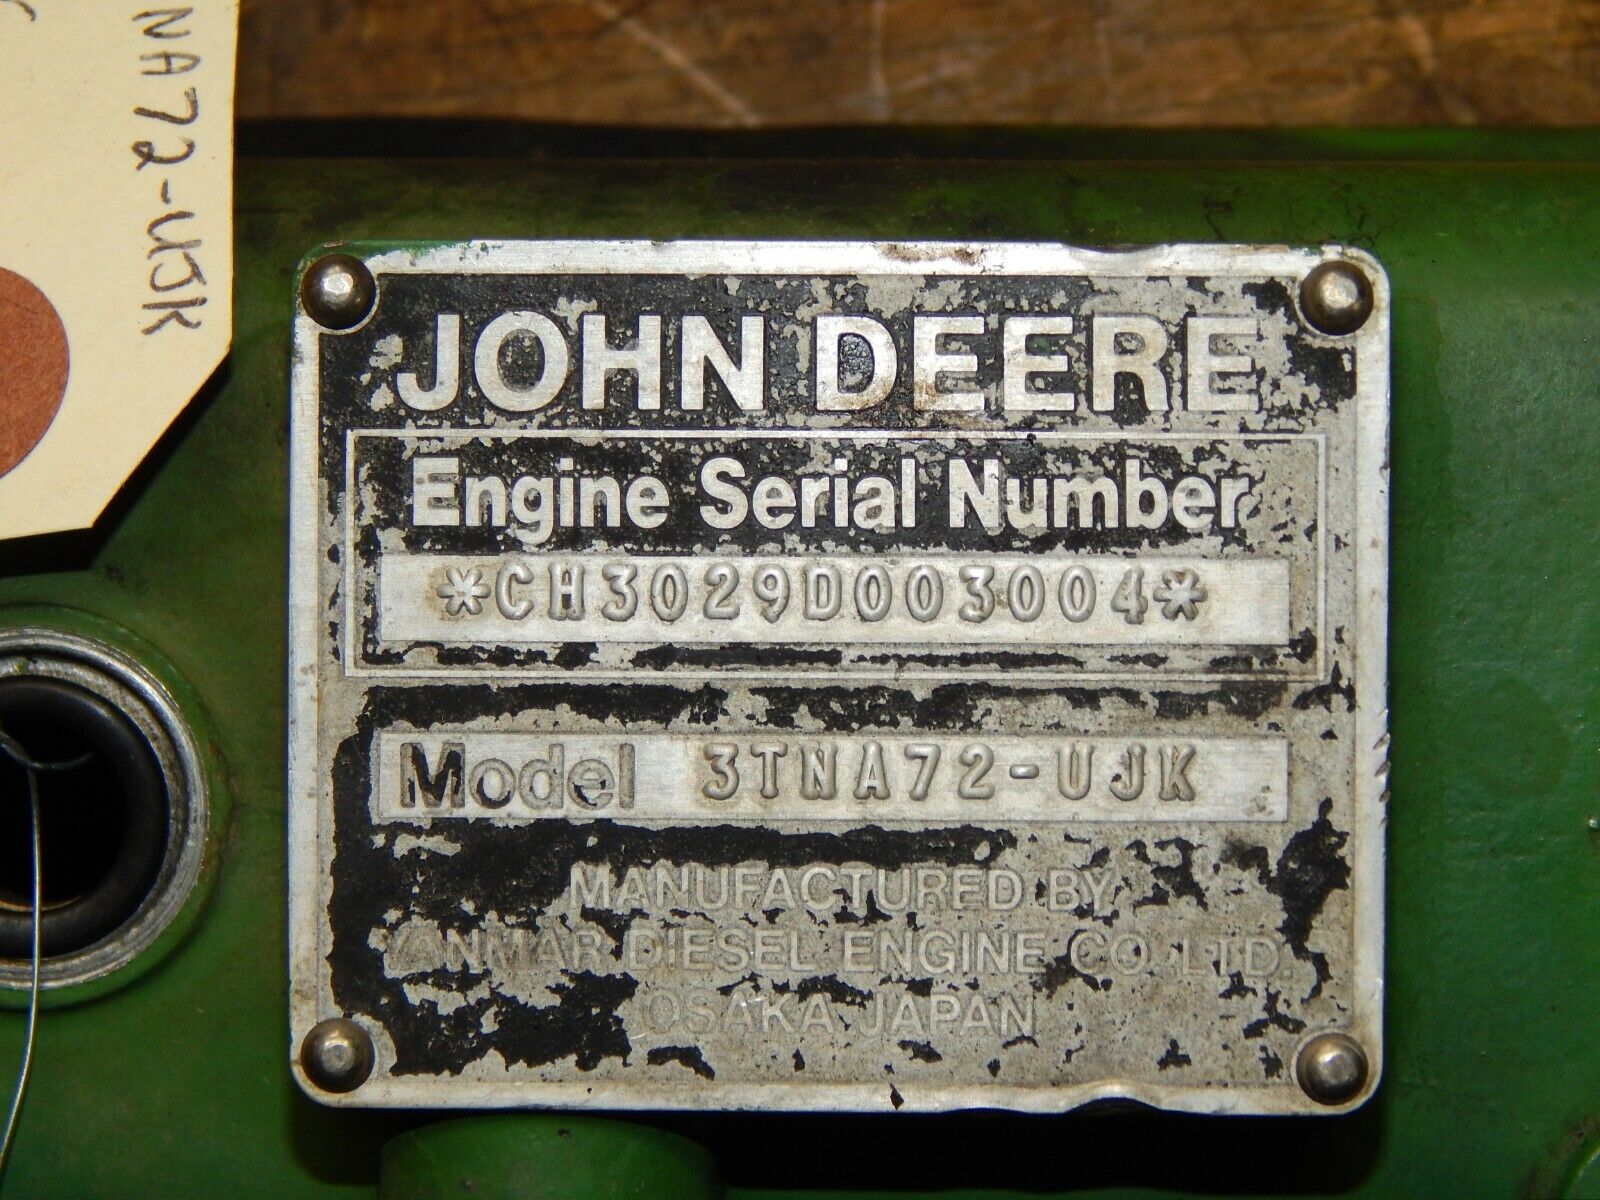 NA72-UJK
JOHN DEERE
Engine Serial Number
*CH3029D003004*
Model 3TNA72-UJK
MANUFACTURED BY
YANMAR DIESEL ENGINE CO. LTD.
OSAKA JAPAN